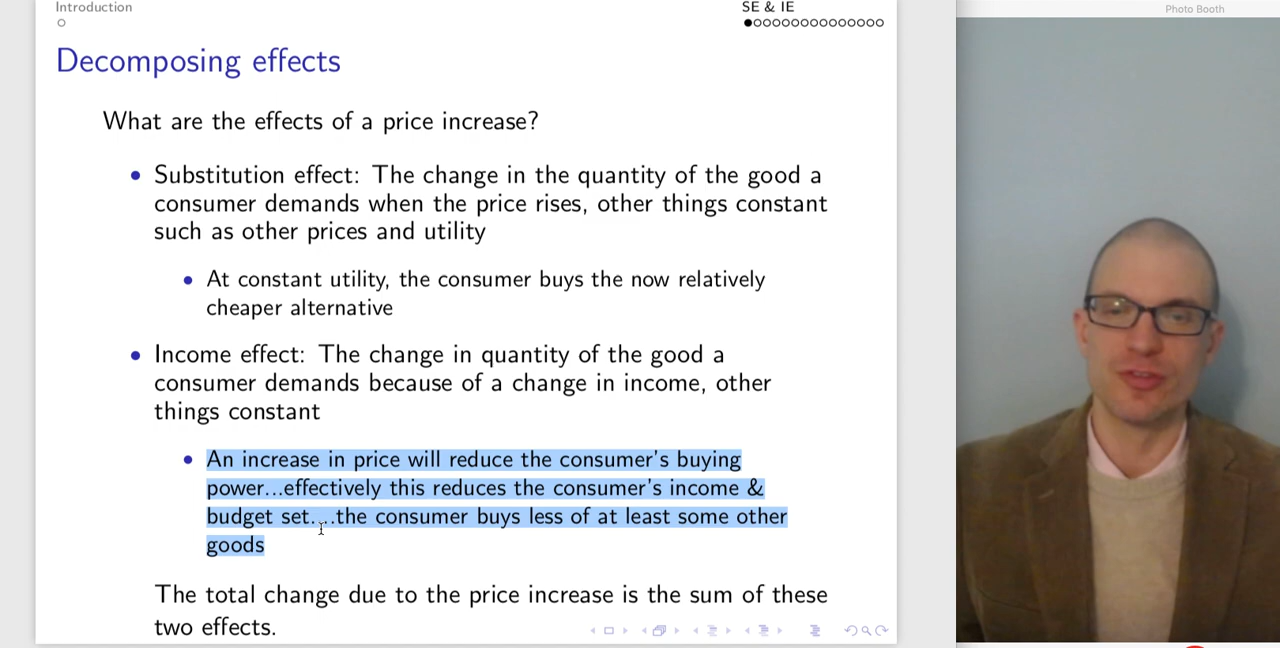 Introduction
SE & IE
Photo Booth
Decomposing effects
What are the effects of a price increase?
• Substitution effect: The change in the quantity of the good a
consumer demands when the price rises, other things constant
such as other prices and utility
• At constant utility, the consumer buys the now relatively
cheaper alternative
• Income effect: The change in quantity of the good a
consumer demands because of a change in income, other
things constant
• An increase in price will reduce the consumer's buying
power...effectively this reduces the consumer's income &
budget set....the consumer buys less of at least some other
goods
The total change due to the price increase is the sum of these
two effects.